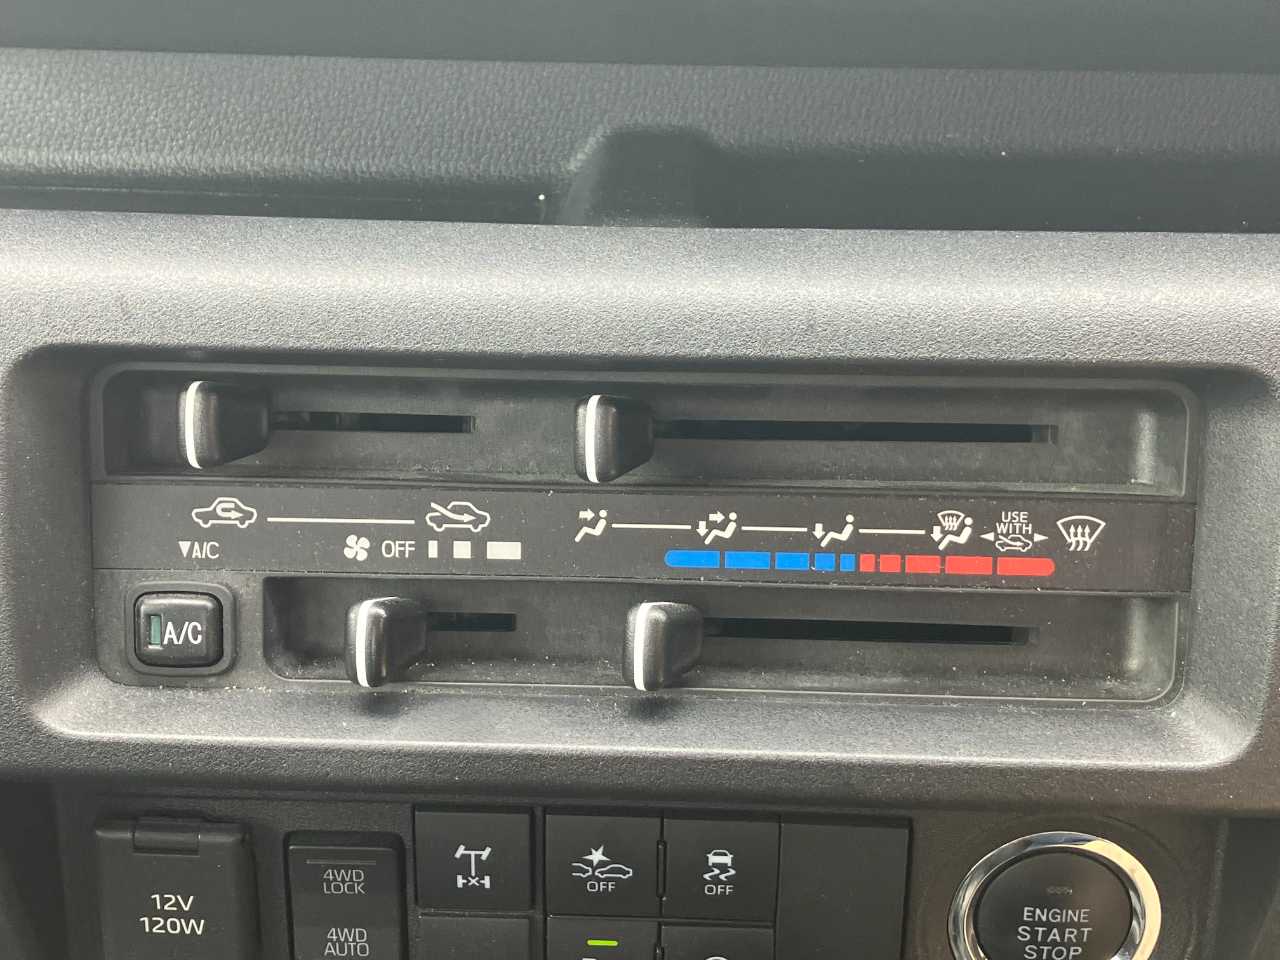 USE
WITH
▼A/C
OFF
A/C
12V
120W
4WD
LOCK
4WD
AUTO
OFF
OFF
ENGINE
START
STOP